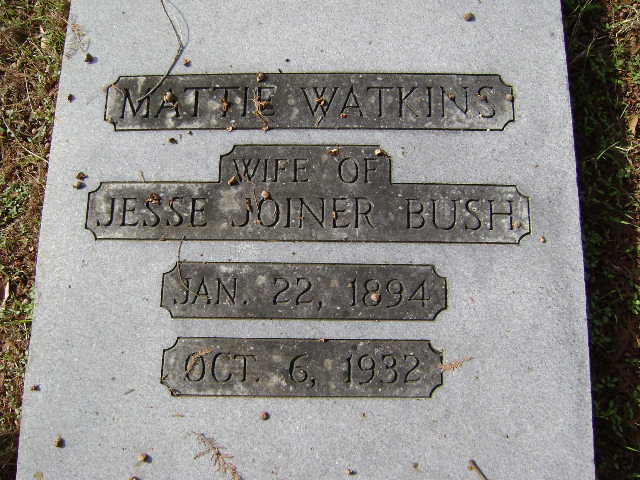 MATTIE WATKINS
WIFE OF
JESSE JOINER BUSH
JAN. 22, 1894
OCT. 6, 1932